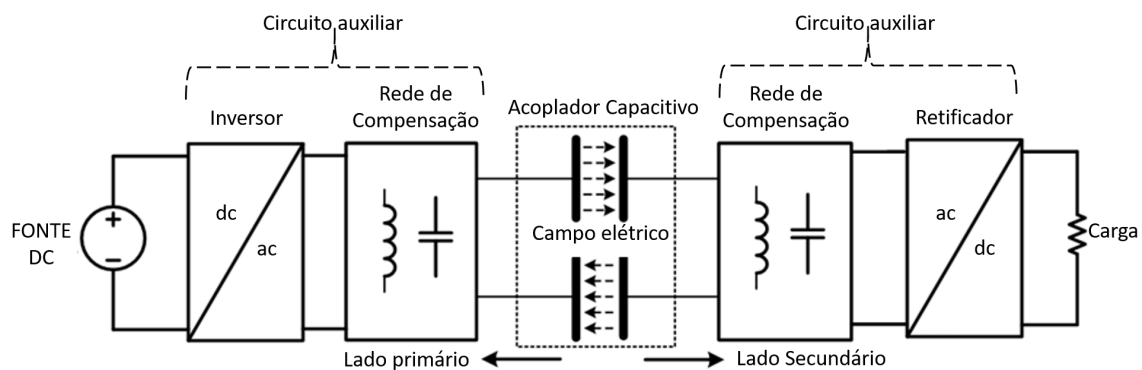 Circuito auxiliar
Circuito auxiliar
Inversor
Rede de
Compensação
Acoplador Capacitivo
Rede de
Compensação
Retificador
FONTE
DC
+
−
dc
ac
Campo elétrico
ac
dc
Carga
Lado primário
Lado Secundário